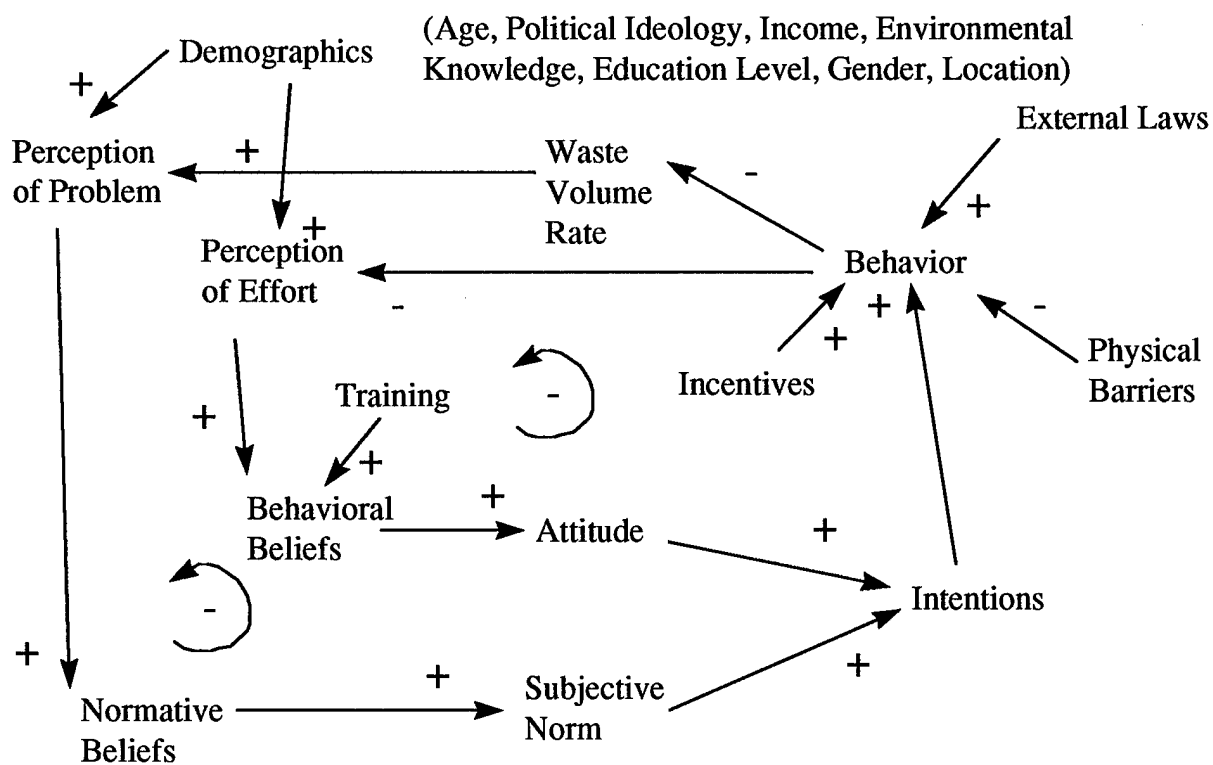 (Age, Political Ideology, Income, Environmental
Knowledge, Education Level, Gender, Location)
Demographics
+
External Laws
Perception
of Problem
+
Waste
Volume
Rate
-
+
+
Perception
of Effort
-
Behavior
+
+
-
Physical
Barriers
Incentives
Training
-
+
+
Behavioral
Beliefs
+
Attitude
+
Intentions
-
+
+
+
Normative
Beliefs
Subjective
Norm